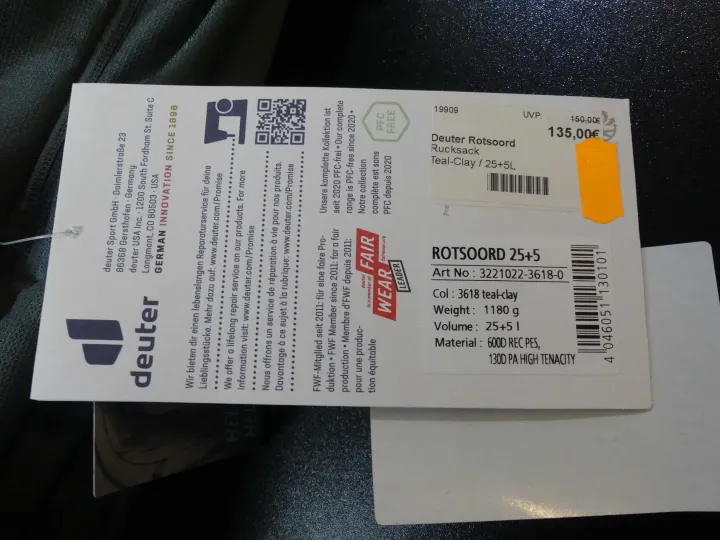 deuter
deuter Sport GmbH · Daimlerstraße 23
86368 Gersthofen · Germany
deuter USA Inc. · 1200 South Fordham St. Suite C
Longmont, CO 80503 · USA
GERMAN INNOVATION SINCE 1898
Wir bieten dir einen lebenslangen Reparaturservice für deine
Lieblingsstücke. Mehr dazu auf: www.deuter.com/Promise
We offer a lifelong repair service on our products. For more
information visit: www.deuter.com/Promise
Nous offrons un service de réparation à vie pour nos produits.
Davantage à ce sujet à la rubrique: www.deuter.com/Promise
FWF-Mitglied seit 2011: für eine faire Pro-
duktion · FWF Member since 2011: for a fair
production · Membre d'FWF depuis 2011:
pour une produc-
tion équitable
FAIR
WEAR
LEADER
Unsere komplette Kollektion ist
seit 2020 PFC-frei · Our complete
range is PFC-free since 2020 ·
Notre collection
complète est sans
PFC depuis 2020
PFC
FREE
19909
UVP:
150,00€
135,00€
Deuter Rotsoord
Rucksack
Teal-Clay / 25+5L
ROTSOORD 25+5
Art No : 3221022-3618-0
Col : 3618 teal-clay
Weight : 1180 g
Volume : 25+5 l
Material : 600D REC PES,
130D PA HIGH TENACITY
4 046051 130101